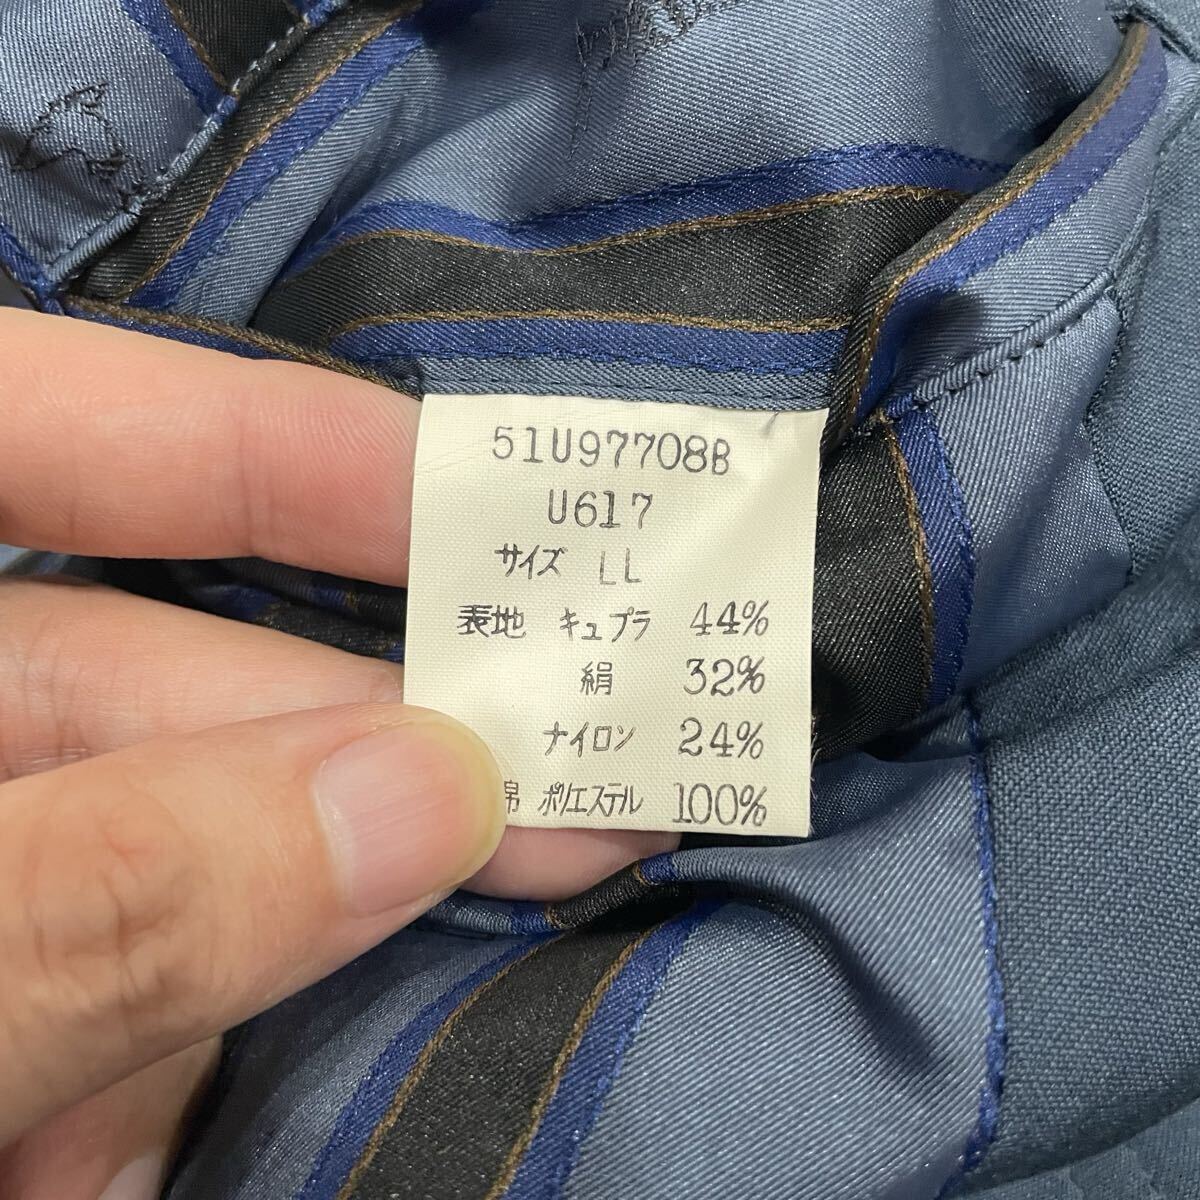 51U97708B
U617
サイズ LL
表地 キュプラ 44%
絹 32%
ナイロン 24%
綿 ポリエステル 100%